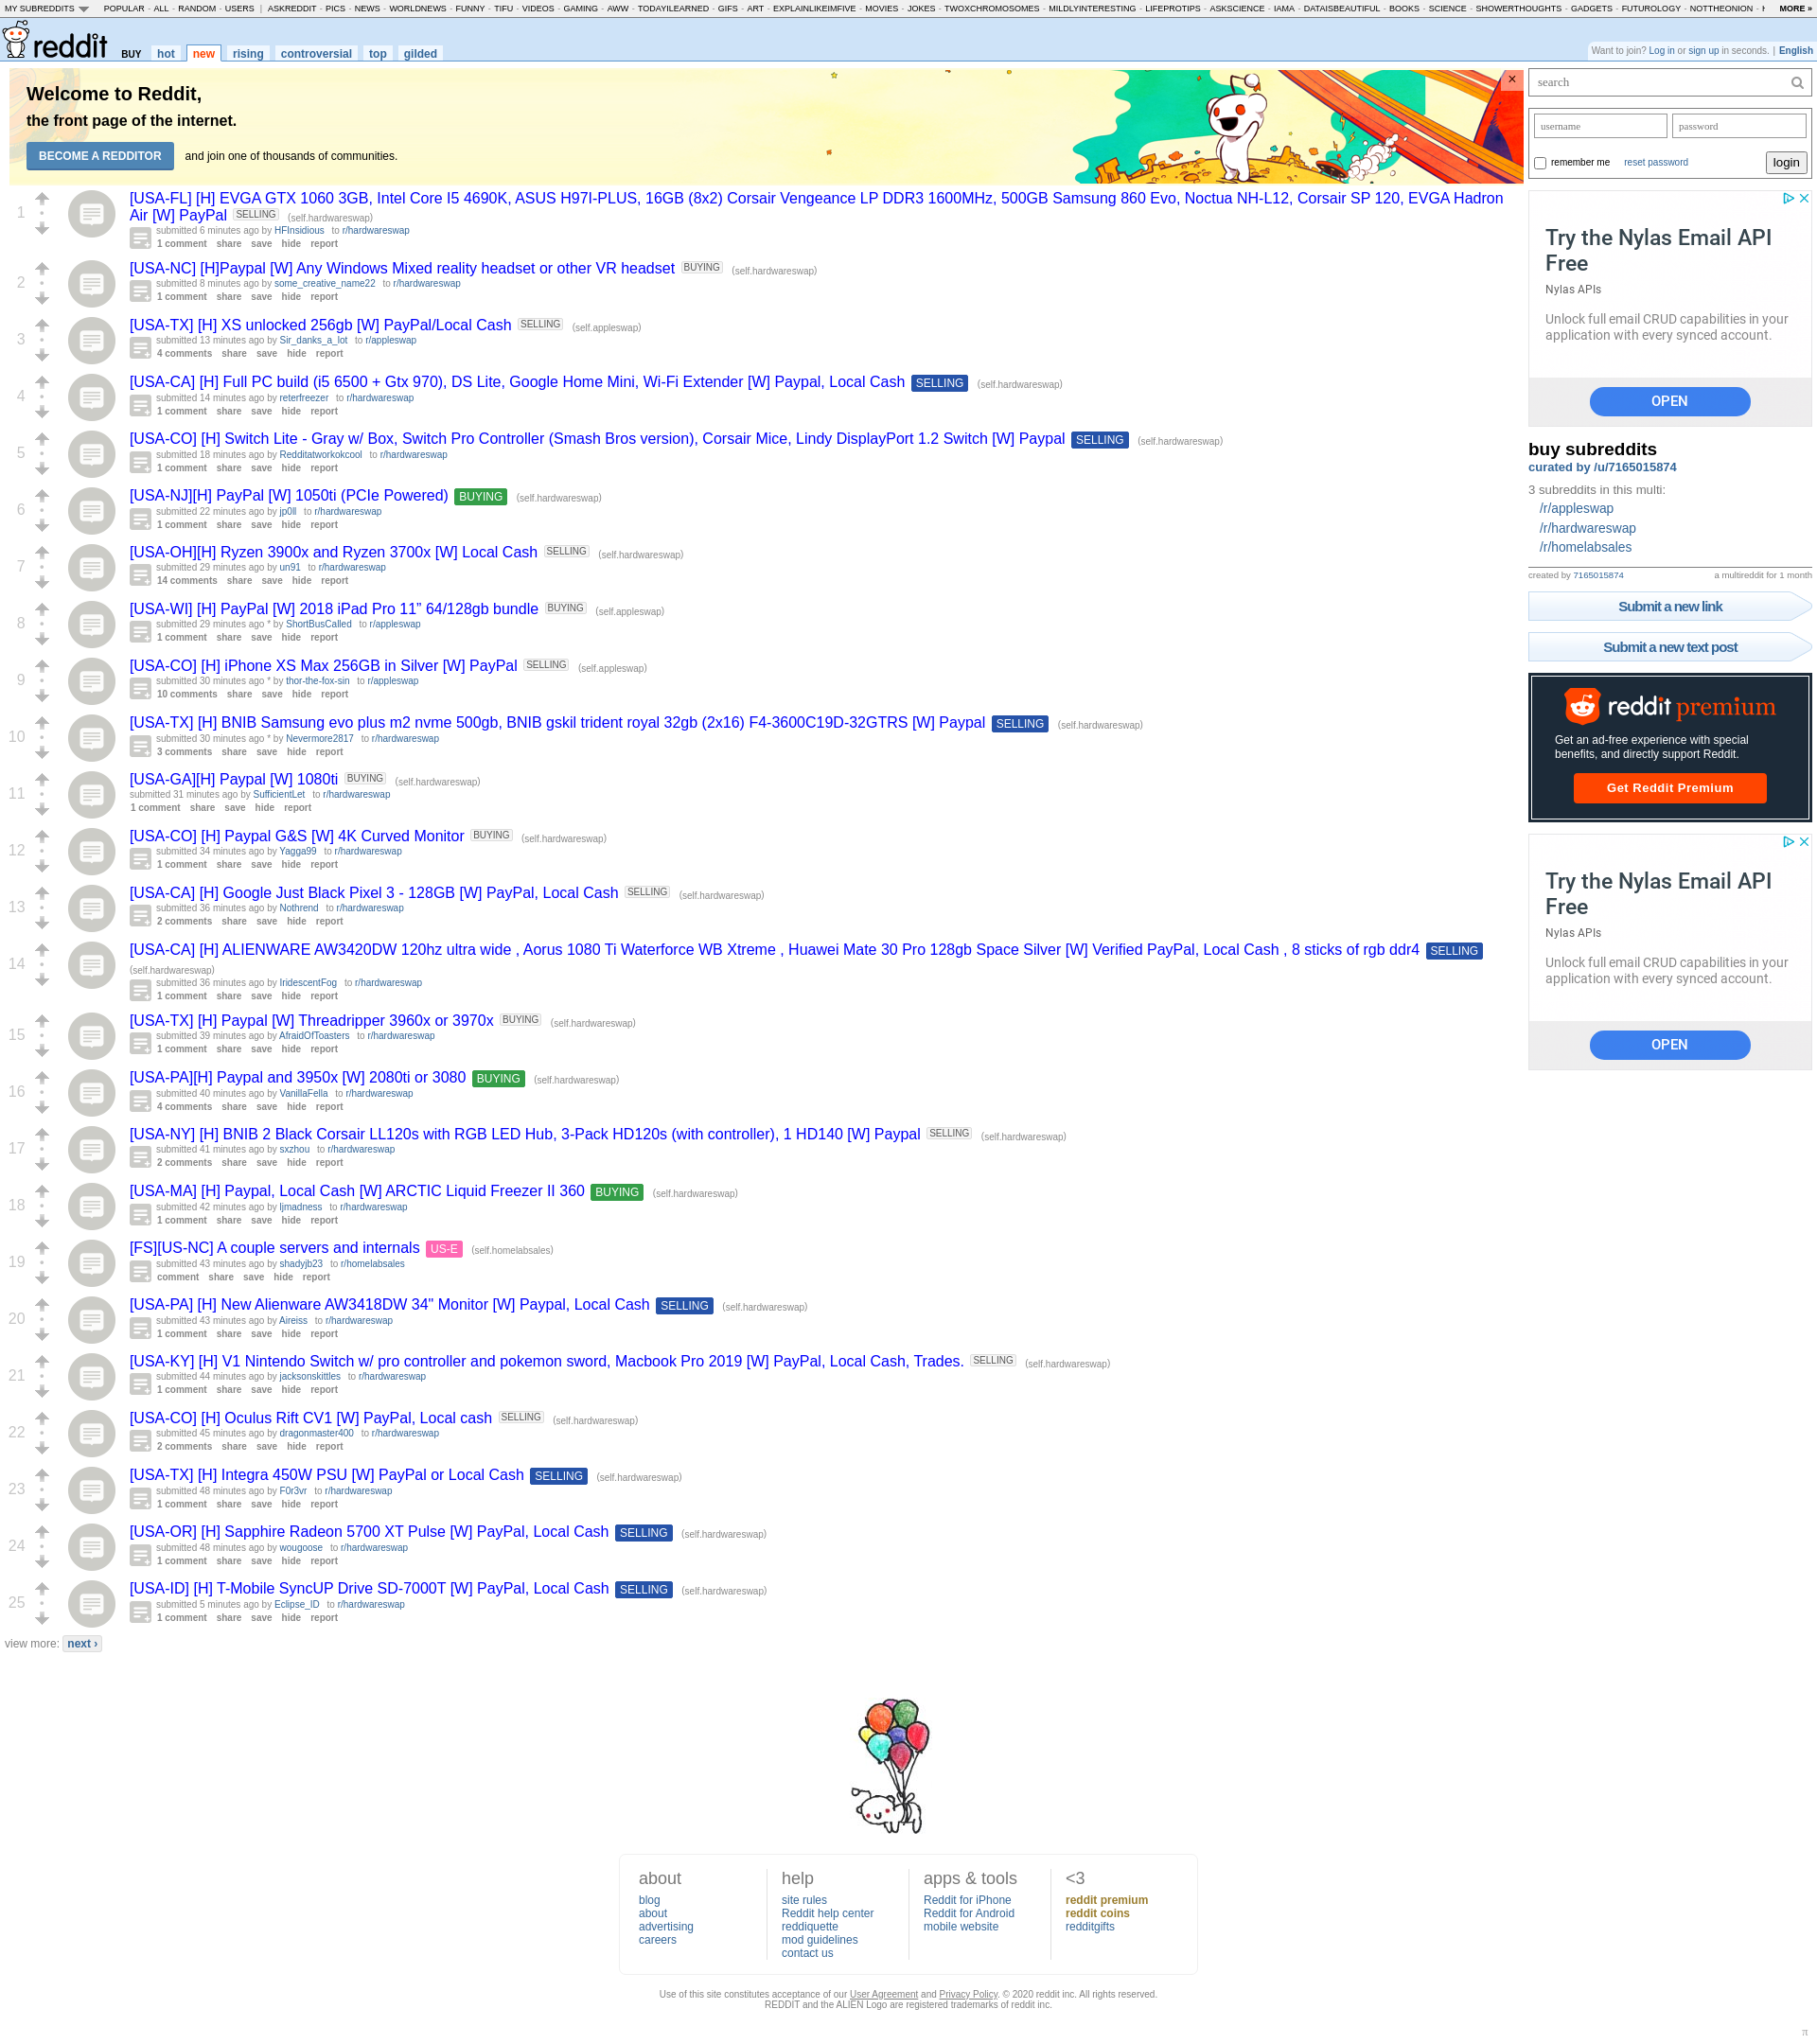 MY SUBREDDITS POPULAR - ALL - RANDOM - USERS | ASKREDDIT - PICS - NEWS - WORLDNEWS - FUNNY - TIFU - VIDEOS - GAMING - AWW - TODAYILEARNED - GIFS - ART - EXPLAINLIKEIMFIVE - MOVIES - JOKES - TWOXCHROMOSOMES - MILDLYINTERESTING - LIFEPROTIPS - ASKSCIENCE - IAMA - DATAISBEAUTIFUL - BOOKS - SCIENCE - SHOWERTHOUGHTS - GADGETS - FUTUROLOGY - NOTTHEONION - MORE »
reddit BUY hot new rising controversial top gilded
Want to join? Log in or sign up in seconds. | English
Welcome to Reddit,
the front page of the internet.
BECOME A REDDITOR and join one of thousands of communities.
×
1
[USA-FL] [H] EVGA GTX 1060 3GB, Intel Core I5 4690K, ASUS H97I-PLUS, 16GB (8x2) Corsair Vengeance LP DDR3 1600MHz, 500GB Samsung 860 Evo, Noctua NH-L12, Corsair SP 120, EVGA Hadron
Air [W] PayPal SELLING (self.hardwareswap)
submitted 6 minutes ago by HFInsidious to r/hardwareswap
1 comment share save hide report
2
[USA-NC] [H]Paypal [W] Any Windows Mixed reality headset or other VR headset BUYING (self.hardwareswap)
submitted 8 minutes ago by some_creative_name22 to r/hardwareswap
1 comment share save hide report
3
[USA-TX] [H] XS unlocked 256gb [W] PayPal/Local Cash SELLING (self.appleswap)
submitted 13 minutes ago by Sir_danks_a_lot to r/appleswap
4 comments share save hide report
4
[USA-CA] [H] Full PC build (i5 6500 + Gtx 970), DS Lite, Google Home Mini, Wi-Fi Extender [W] Paypal, Local Cash SELLING (self.hardwareswap)
submitted 14 minutes ago by reterfreezer to r/hardwareswap
1 comment share save hide report
5
[USA-CO] [H] Switch Lite - Gray w/ Box, Switch Pro Controller (Smash Bros version), Corsair Mice, Lindy DisplayPort 1.2 Switch [W] Paypal SELLING (self.hardwareswap)
submitted 18 minutes ago by Redditatworkokcool to r/hardwareswap
1 comment share save hide report
6
[USA-NJ][H] PayPal [W] 1050ti (PCIe Powered) BUYING (self.hardwareswap)
submitted 22 minutes ago by jp0ll to r/hardwareswap
1 comment share save hide report
7
[USA-OH][H] Ryzen 3900x and Ryzen 3700x [W] Local Cash SELLING (self.hardwareswap)
submitted 29 minutes ago by un91 to r/hardwareswap
14 comments share save hide report
8
[USA-WI] [H] PayPal [W] 2018 iPad Pro 11” 64/128gb bundle BUYING (self.appleswap)
submitted 29 minutes ago * by ShortBusCalled to r/appleswap
1 comment share save hide report
9
[USA-CO] [H] iPhone XS Max 256GB in Silver [W] PayPal SELLING (self.appleswap)
submitted 30 minutes ago * by thor-the-fox-sin to r/appleswap
10 comments share save hide report
10
[USA-TX] [H] BNIB Samsung evo plus m2 nvme 500gb, BNIB gskil trident royal 32gb (2x16) F4-3600C19D-32GTRS [W] Paypal SELLING (self.hardwareswap)
submitted 30 minutes ago * by Nevermore2817 to r/hardwareswap
3 comments share save hide report
11
[USA-GA][H] Paypal [W] 1080ti BUYING (self.hardwareswap)
submitted 31 minutes ago by SufficientLet to r/hardwareswap
1 comment share save hide report
12
[USA-CO] [H] Paypal G&S [W] 4K Curved Monitor BUYING (self.hardwareswap)
submitted 34 minutes ago by Yagga99 to r/hardwareswap
1 comment share save hide report
13
[USA-CA] [H] Google Just Black Pixel 3 - 128GB [W] PayPal, Local Cash SELLING (self.hardwareswap)
submitted 36 minutes ago by Nothrend to r/hardwareswap
2 comments share save hide report
14
[USA-CA] [H] ALIENWARE AW3420DW 120hz ultra wide , Aorus 1080 Ti Waterforce WB Xtreme , Huawei Mate 30 Pro 128gb Space Silver [W] Verified PayPal, Local Cash , 8 sticks of rgb ddr4 SELLING
(self.hardwareswap)
submitted 36 minutes ago by IridescentFog to r/hardwareswap
1 comment share save hide report
15
[USA-TX] [H] Paypal [W] Threadripper 3960x or 3970x BUYING (self.hardwareswap)
submitted 39 minutes ago by AfraidOfToasters to r/hardwareswap
1 comment share save hide report
16
[USA-PA][H] Paypal and 3950x [W] 2080ti or 3080 BUYING (self.hardwareswap)
submitted 40 minutes ago by VanillaFella to r/hardwareswap
4 comments share save hide report
17
[USA-NY] [H] BNIB 2 Black Corsair LL120s with RGB LED Hub, 3-Pack HD120s (with controller), 1 HD140 [W] Paypal SELLING (self.hardwareswap)
submitted 41 minutes ago by sxzhou to r/hardwareswap
2 comments share save hide report
18
[USA-MA] [H] Paypal, Local Cash [W] ARCTIC Liquid Freezer II 360 BUYING (self.hardwareswap)
submitted 42 minutes ago by ljmadness to r/hardwareswap
1 comment share save hide report
19
[FS][US-NC] A couple servers and internals US-E (self.homelabsales)
submitted 43 minutes ago by shadyjb23 to r/homelabsales
comment share save hide report
20
[USA-PA] [H] New Alienware AW3418DW 34" Monitor [W] Paypal, Local Cash SELLING (self.hardwareswap)
submitted 43 minutes ago by Aireiss to r/hardwareswap
1 comment share save hide report
21
[USA-KY] [H] V1 Nintendo Switch w/ pro controller and pokemon sword, Macbook Pro 2019 [W] PayPal, Local Cash, Trades. SELLING (self.hardwareswap)
submitted 44 minutes ago by jacksonskittles to r/hardwareswap
1 comment share save hide report
22
[USA-CO] [H] Oculus Rift CV1 [W] PayPal, Local cash SELLING (self.hardwareswap)
submitted 45 minutes ago by dragonmaster400 to r/hardwareswap
2 comments share save hide report
23
[USA-TX] [H] Integra 450W PSU [W] PayPal or Local Cash SELLING (self.hardwareswap)
submitted 48 minutes ago by F0r3vr to r/hardwareswap
1 comment share save hide report
24
[USA-OR] [H] Sapphire Radeon 5700 XT Pulse [W] PayPal, Local Cash SELLING (self.hardwareswap)
submitted 48 minutes ago by wougoose to r/hardwareswap
1 comment share save hide report
25
[USA-ID] [H] T-Mobile SyncUP Drive SD-7000T [W] PayPal, Local Cash SELLING (self.hardwareswap)
submitted 5 minutes ago by Eclipse_ID to r/hardwareswap
1 comment share save hide report
view more: next ›
search
username password
remember me reset password login
Try the Nylas Email API
Free
Nylas APIs
Unlock full email CRUD capabilities in your
application with every synced account.
OPEN
buy subreddits
curated by /u/7165015874
3 subreddits in this multi:
/r/appleswap
/r/hardwareswap
/r/homelabsales
created by 7165015874 a multireddit for 1 month
Submit a new link
Submit a new text post
reddit premium
Get an ad-free experience with special
benefits, and directly support Reddit.
Get Reddit Premium
Try the Nylas Email API
Free
Nylas APIs
Unlock full email CRUD capabilities in your
application with every synced account.
OPEN
about
blog
about
advertising
careers
help
site rules
Reddit help center
reddiquette
mod guidelines
contact us
apps & tools
Reddit for iPhone
Reddit for Android
mobile website
<3
reddit premium
reddit coins
redditgifts
Use of this site constitutes acceptance of our User Agreement and Privacy Policy. © 2020 reddit inc. All rights reserved.
REDDIT and the ALIEN Logo are registered trademarks of reddit inc.
π